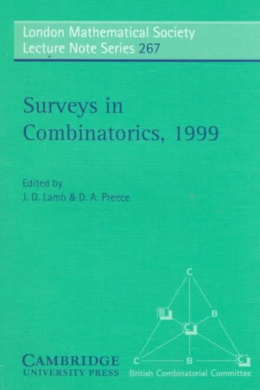 London Mathematical Society
Lecture Note Series 267
Surveys in
Combinatorics, 1999
Edited by
J. D. Lamb & D. A. Preece
C
B
C
C
B
CAMBRIDGE
UNIVERSITY PRESS
British Combinatorial Committee